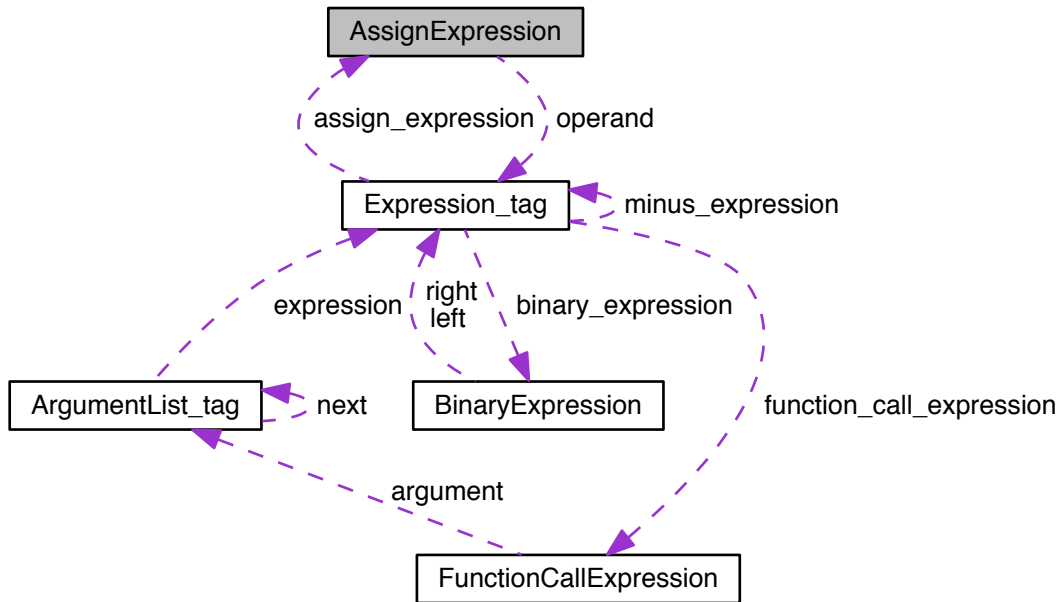 AssignExpression
assign_expression
operand
Expression_tag
minus_expression
expression
right
left
binary_expression
ArgumentList_tag
next
BinaryExpression
function_call_expression
argument
FunctionCallExpression